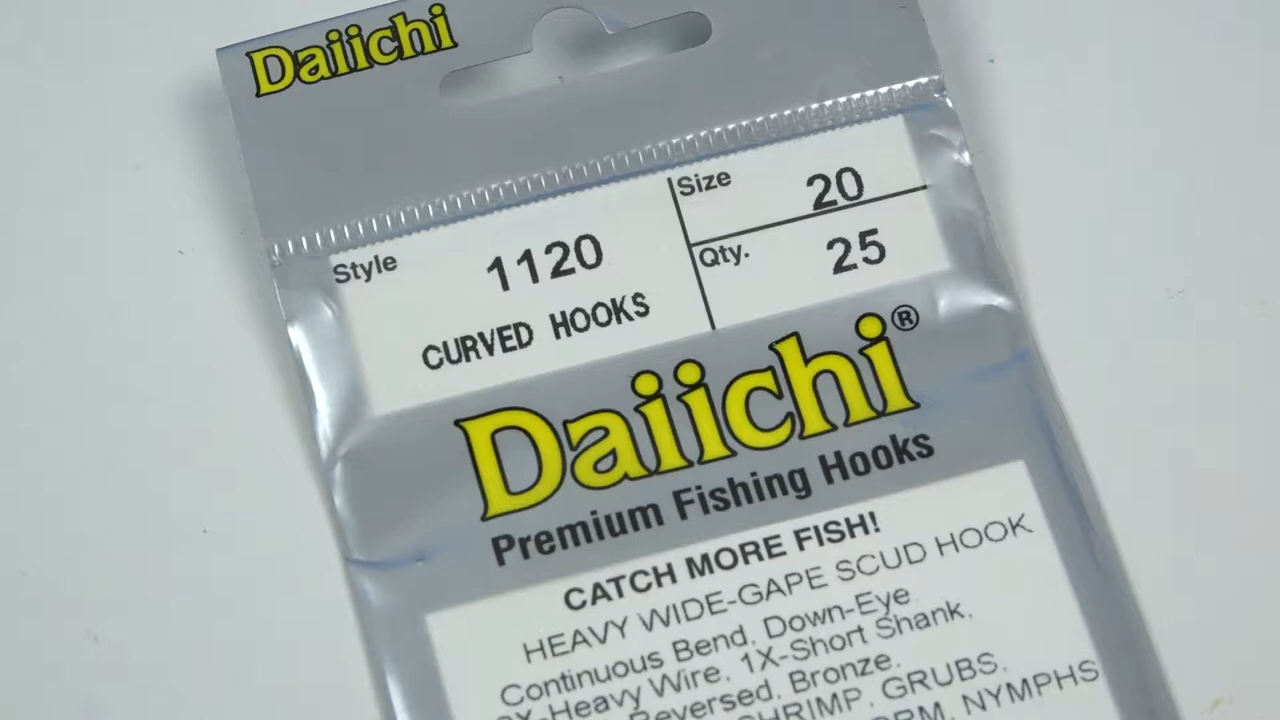 Daiichi
Style 1120
CURVED HOOKS
Size 20
Qty. 25
Daiichi®
Premium Fishing Hooks
CATCH MORE FISH!
HEAVY WIDE-GAPE SCUD HOOK
Continuous Bend, Down-Eye
X-Heavy Wire, 1X-Short Shank,
Reversed, Bronze.
SHRIMP, GRUBS,
NYMPHS